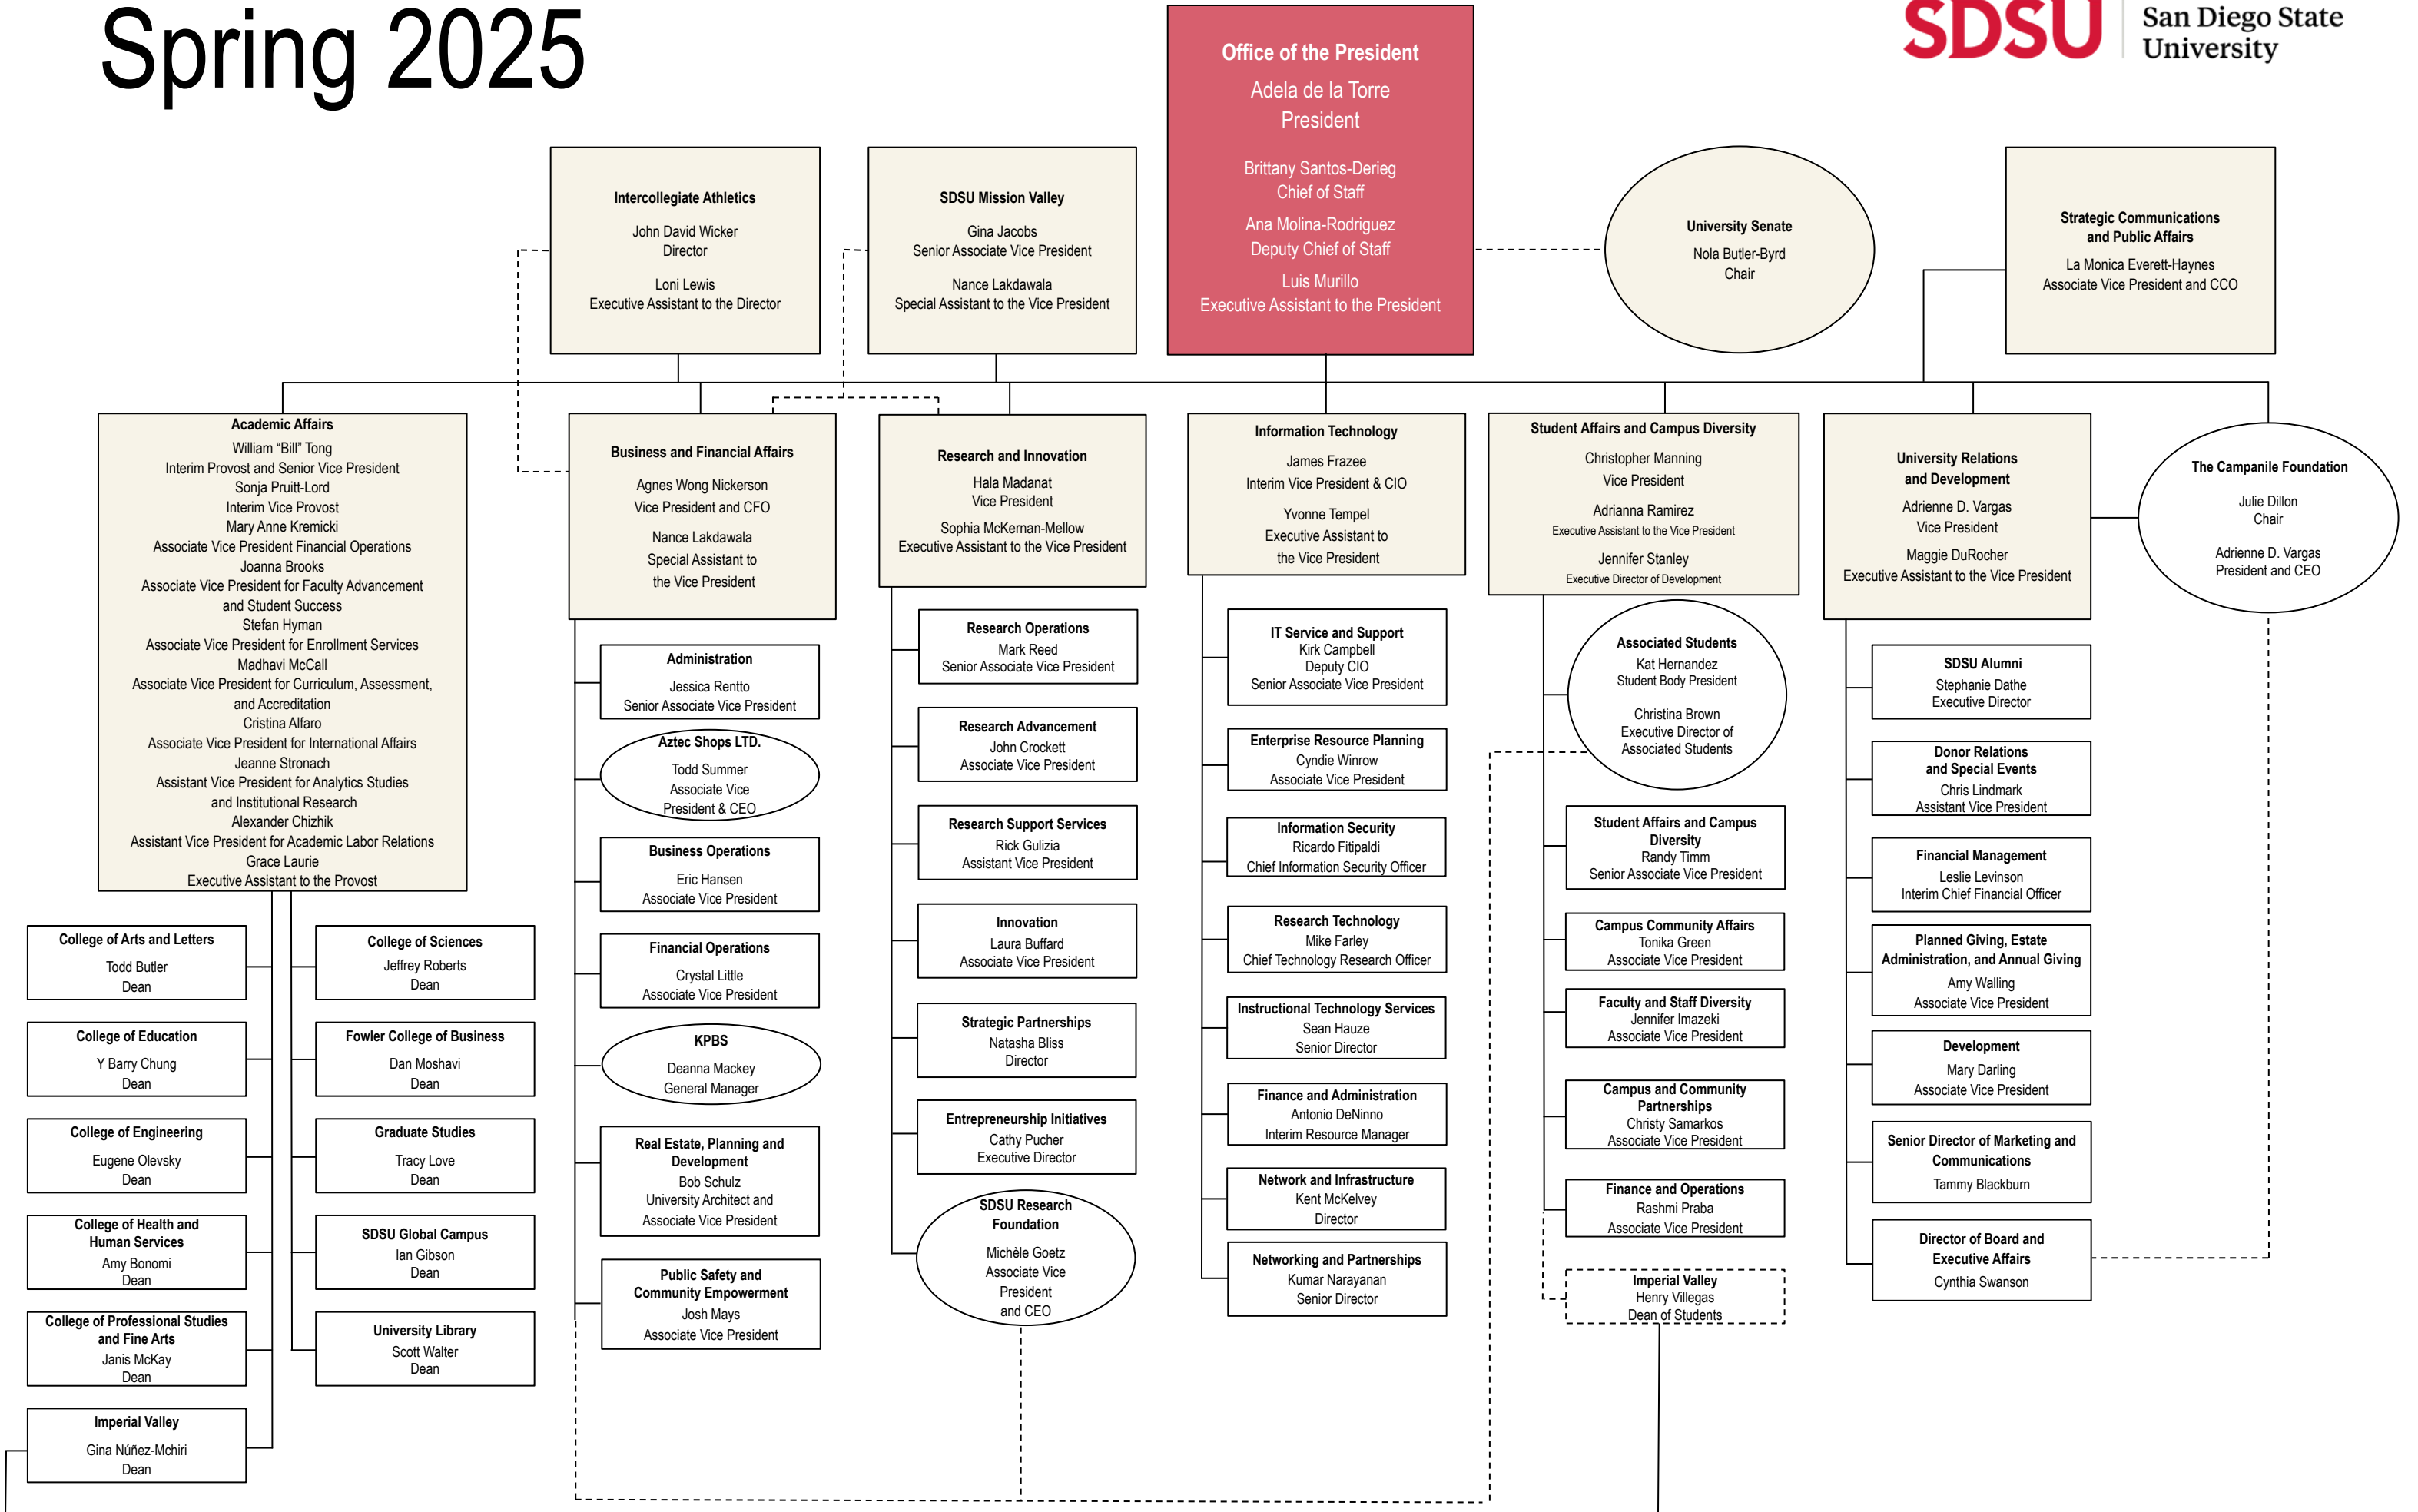 Spring 2025
SDSU
San Diego State
University
Office of the President
Adela de la Torre
President
Brittany Santos-Derieg
Chief of Staff
Ana Molina-Rodriguez
Deputy Chief of Staff
Luis Murillo
Executive Assistant to the President
Intercollegiate Athletics
John David Wicker
Director
Loni Lewis
Executive Assistant to the Director
SDSU Mission Valley
Gina Jacobs
Senior Associate Vice President
Nance Lakdawala
Special Assistant to the Vice President
University Senate
Nola Butler-Byrd
Chair
Strategic Communications
and Public Affairs
La Monica Everett-Haynes
Associate Vice President and CCO
Academic Affairs
William “Bill” Tong
Interim Provost and Senior Vice President
Sonja Pruitt-Lord
Interim Vice Provost
Mary Anne Kremicki
Associate Vice President Financial Operations
Joanna Brooks
Associate Vice President for Faculty Advancement
and Student Success
Stefan Hyman
Associate Vice President for Enrollment Services
Madhavi McCall
Associate Vice President for Curriculum, Assessment,
and Accreditation
Cristina Alfaro
Associate Vice President for International Affairs
Jeanne Stronach
Assistant Vice President for Analytics Studies
and Institutional Research
Alexander Chizhik
Assistant Vice President for Academic Labor Relations
Grace Laurie
Executive Assistant to the Provost
College of Arts and Letters
Todd Butler
Dean
College of Education
Y Barry Chung
Dean
College of Engineering
Eugene Olevsky
Dean
College of Health and
Human Services
Amy Bonomi
Dean
College of Professional Studies
and Fine Arts
Janis McKay
Dean
Imperial Valley
Gina Núñez-Mchiri
Dean
College of Sciences
Jeffrey Roberts
Dean
Fowler College of Business
Dan Moshavi
Dean
Graduate Studies
Tracy Love
Dean
SDSU Global Campus
Ian Gibson
Dean
University Library
Scott Walter
Dean
Business and Financial Affairs
Agnes Wong Nickerson
Vice President and CFO
Nance Lakdawala
Special Assistant to
the Vice President
Administration
Jessica Rentto
Senior Associate Vice President
Aztec Shops LTD.
Todd Summer
Associate Vice
President & CEO
Business Operations
Eric Hansen
Associate Vice President
Financial Operations
Crystal Little
Associate Vice President
KPBS
Deanna Mackey
General Manager
Real Estate, Planning and
Development
Bob Schulz
University Architect and
Associate Vice President
Public Safety and
Community Empowerment
Josh Mays
Associate Vice President
Research and Innovation
Hala Madanat
Vice President
Sophia McKernan-Mellow
Executive Assistant to the Vice President
Research Operations
Mark Reed
Senior Associate Vice President
Research Advancement
John Crockett
Associate Vice President
Research Support Services
Rick Gulizia
Assistant Vice President
Innovation
Laura Buffard
Associate Vice President
Strategic Partnerships
Natasha Bliss
Director
Entrepreneurship Initiatives
Cathy Pucher
Executive Director
SDSU Research
Foundation
Michèle Goetz
Associate Vice
President
and CEO
Information Technology
James Frazee
Interim Vice President & CIO
Yvonne Tempel
Executive Assistant to
the Vice President
IT Service and Support
Kirk Campbell
Deputy CIO
Senior Associate Vice President
Enterprise Resource Planning
Cyndie Winrow
Associate Vice President
Information Security
Ricardo Fitipaldi
Chief Information Security Officer
Research Technology
Mike Farley
Chief Technology Research Officer
Instructional Technology Services
Sean Hauze
Senior Director
Finance and Administration
Antonio DeNinno
Interim Resource Manager
Network and Infrastructure
Kent McKelvey
Director
Networking and Partnerships
Kumar Narayanan
Senior Director
Student Affairs and Campus Diversity
Christopher Manning
Vice President
Adrianna Ramirez
Executive Assistant to the Vice President
Jennifer Stanley
Executive Director of Development
Associated Students
Kat Hernandez
Student Body President
Christina Brown
Executive Director of
Associated Students
Student Affairs and Campus
Diversity
Randy Timm
Senior Associate Vice President
Campus Community Affairs
Tonika Green
Associate Vice President
Faculty and Staff Diversity
Jennifer Imazeki
Associate Vice President
Campus and Community
Partnerships
Christy Samarkos
Associate Vice President
Finance and Operations
Rashmi Praba
Associate Vice President
Imperial Valley
Henry Villegas
Dean of Students
University Relations
and Development
Adrienne D. Vargas
Vice President
Maggie DuRocher
Executive Assistant to the Vice President
SDSU Alumni
Stephanie Dathe
Executive Director
Donor Relations
and Special Events
Chris Lindmark
Assistant Vice President
Financial Management
Leslie Levinson
Interim Chief Financial Officer
Planned Giving, Estate
Administration, and Annual Giving
Amy Walling
Associate Vice President
Development
Mary Darling
Associate Vice President
Senior Director of Marketing and
Communications
Tammy Blackburn
Director of Board and
Executive Affairs
Cynthia Swanson
The Campanile Foundation
Julie Dillon
Chair
Adrienne D. Vargas
President and CEO